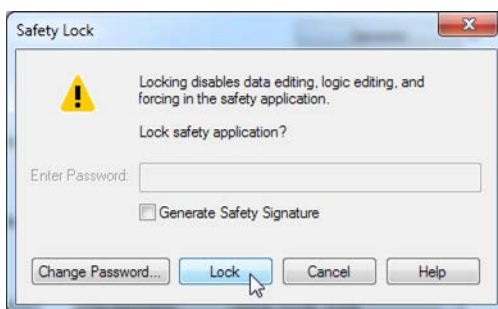 Safety Lock
Locking disables data editing, logic editing, and
forcing in the safety application.
Lock safety application?
Enter Password:
Generate Safety Signature
Change Password... Lock Cancel Help